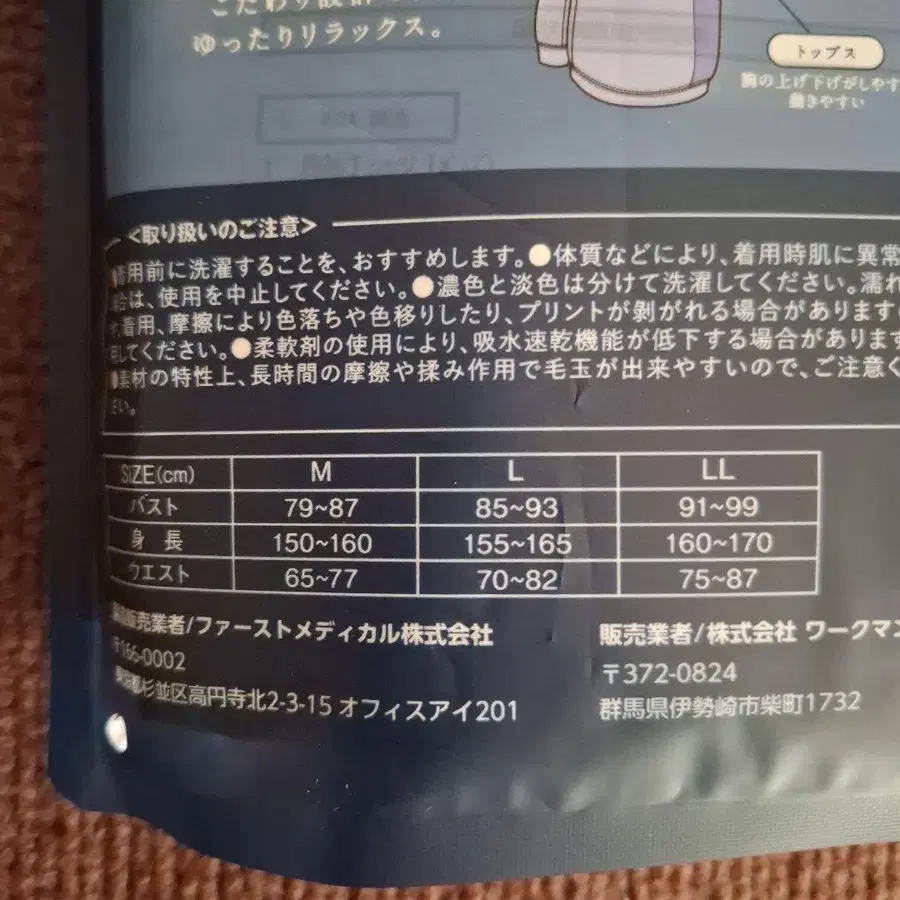 こだわり設計
ゆったりリラックス。
トップス
腕の上げ下げがしやす
動きやすい
<取り扱いのご注意>
着用前に洗濯することを、おすすめします。●体質などにより、着用時肌に異常
場合は、使用を中止してください。●濃色と淡色は分けて洗濯してください。濡れ
や着用、摩擦により色落ちや色移りしたり、プリントが剥がれる場合があります
用してください。●柔軟剤の使用により、吸水速乾機能が低下する場合があります
●素材の特性上、長時間の摩擦や揉み作用で毛玉が出来やすいので、ご注意く
ださい。
SIZE(cm) M L LL
バスト 79~87 85~93 91~99
身長 150~160 155~165 160~170
ウエスト 65~77 70~82 75~87
販売業者/ファーストメディカル株式会社
〒166-0002
東京都杉並区高円寺北2-3-15 オフィスアイ201
販売業者/株式会社 ワークマン
〒372-0824
群馬県伊勢崎市柴町1732